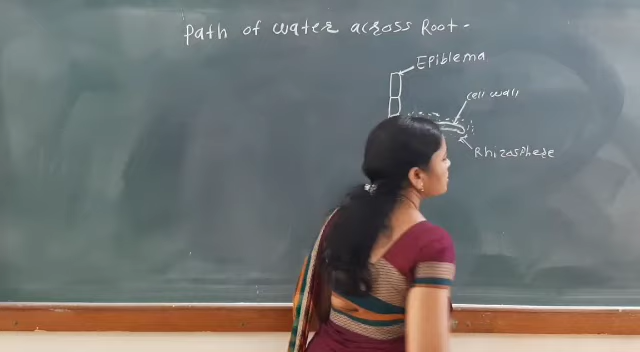 Path of water across Root.
Epiblema
cell wall
Rhizosphere